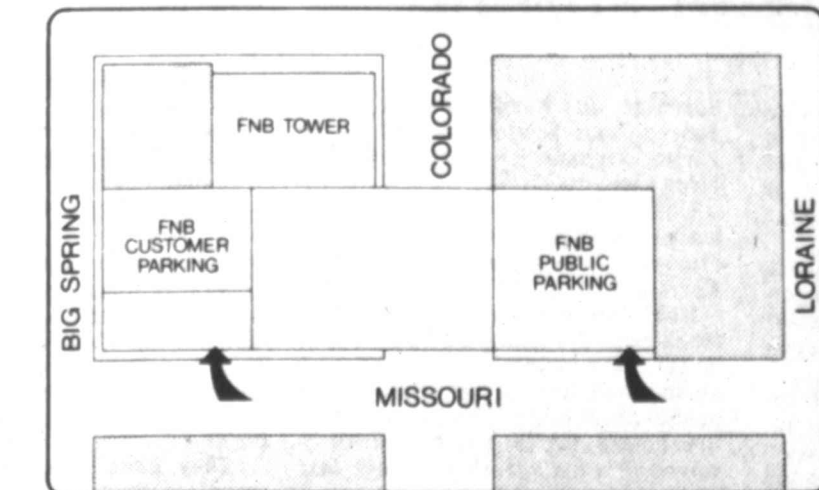 COLORADO
FNB TOWER
BIG SPRING
FNB
CUSTOMER
PARKING
FNB
PUBLIC
PARKING
LORAINE
MISSOURI